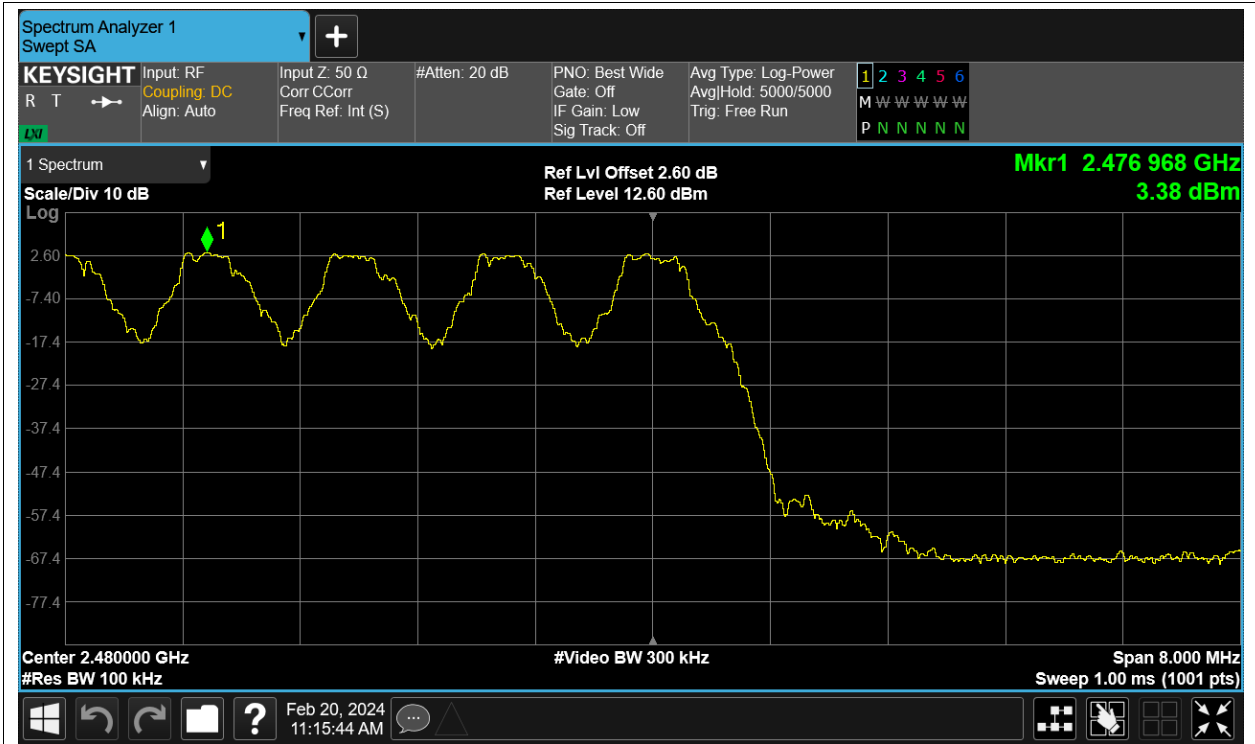 Spectrum Analyzer 1
Swept SA
KEYSIGHT
R T
LXI
Input: RF
Coupling: DC
Align: Auto
Input Z: 50 Ω
Corr CCorr
Freq Ref: Int (S)
#Atten: 20 dB
PNO: Best Wide
Gate: Off
IF Gain: Low
Sig Track: Off
Avg Type: Log-Power
Avg|Hold: 5000/5000
Trig: Free Run
1 2 3 4 5 6
M W W W W W
P N N N N N
1 Spectrum
Scale/Div 10 dB
Log
Ref Lvl Offset 2.60 dB
Ref Level 12.60 dBm
Mkr1 2.476 968 GHz
3.38 dBm
1
2.60
-7.40
-17.4
-27.4
-37.4
-47.4
-57.4
-67.4
-77.4
Center 2.480000 GHz
#Res BW 100 kHz
#Video BW 300 kHz
Span 8.000 MHz
Sweep 1.00 ms (1001 pts)
?
Feb 20, 2024
11:15:44 AM